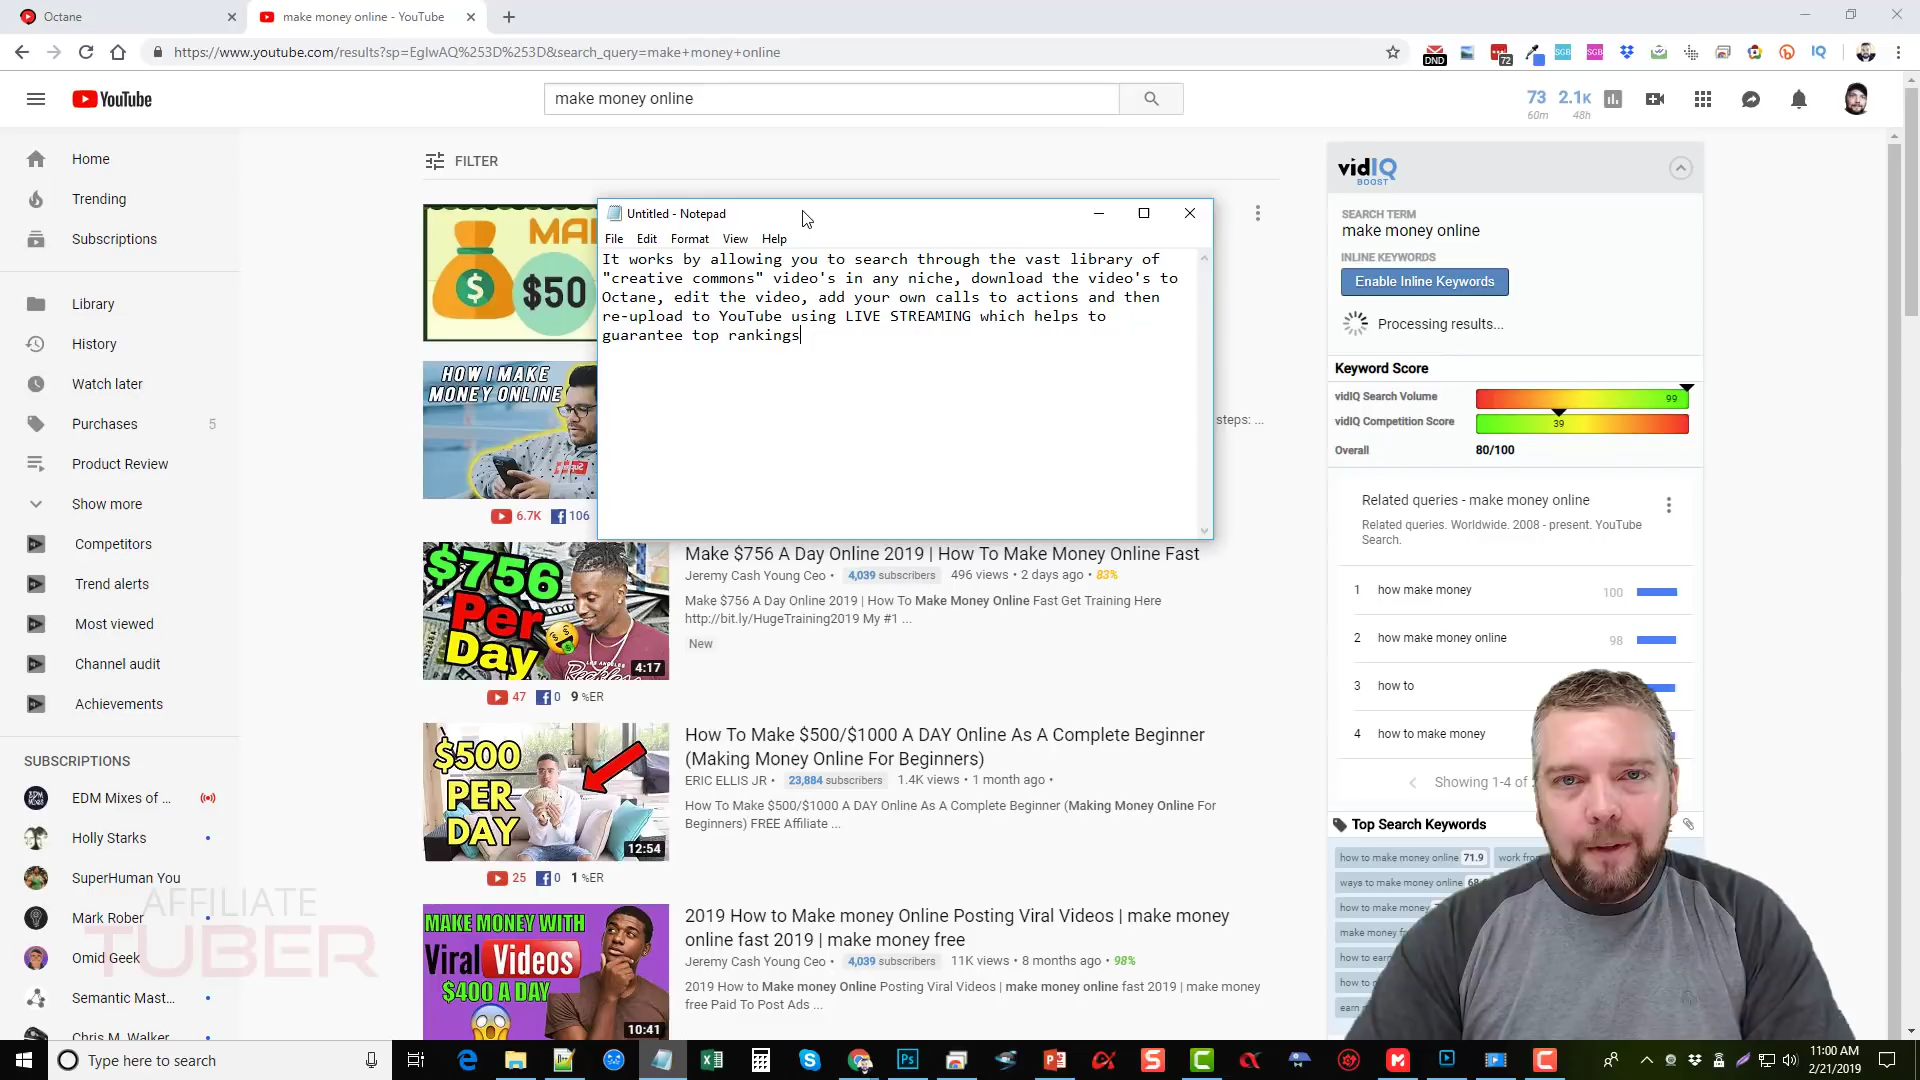 Octane
make money online - YouTube
https://www.youtube.com/results?sp=EgIwAQ%253D%253D&search_query=make+money+online
DND
72
SGB
SGB
IQ
YouTube
make money online
73
60m
2.1K
48h
Home
Trending
Subscriptions
Library
History
Watch later
Purchases 5
Product Review
Show more
Competitors
Trend alerts
Most viewed
Channel audit
Achievements
SUBSCRIPTIONS
EDM Mixes of ...
Holly Starks
SuperHuman You
Mark Rober
Omid Geek
Semantic Mast...
Chris M. Walker
AFFILIATE
TUBER
FILTER
$50
HOW I MAKE
MONEY ONLINE
6.7K 106
Untitled - Notepad
File Edit Format View Help
It works by allowing you to search through the vast library of
"creative commons" video's in any niche, download the video's to
Octane, edit the video, add your own calls to actions and then
re-upload to YouTube using LIVE STREAMING which helps to
guarantee top rankings
steps: ...
$756
Per
Day
4:17
47 0 9 %ER
Make $756 A Day Online 2019 | How To Make Money Online Fast
Jeremy Cash Young Ceo • 4,039 subscribers 496 views • 2 days ago • 83%
Make $756 A Day Online 2019 | How To Make Money Online Fast Get Training Here
http://bit.ly/HugeTraining2019 My #1 ...
New
$500
PER
DAY
12:54
25 0 1 %ER
How To Make $500/$1000 A DAY Online As A Complete Beginner
(Making Money Online For Beginners)
ERIC ELLIS JR • 23,884 subscribers 1.4K views • 1 month ago •
How To Make $500/$1000 A DAY Online As A Complete Beginner (Making Money Online For
Beginners) FREE Affiliate ...
MAKE MONEY WITH
Viral Videos
$400 A DAY
10:41
2019 How to Make money Online Posting Viral Videos | make money
online fast 2019 | make money free
Jeremy Cash Young Ceo • 4,039 subscribers 11K views • 8 months ago • 98%
2019 How to Make money Online Posting Viral Videos | make money online fast 2019 | make money
free Paid To Post Ads ...
vidIQ
BOOST
SEARCH TERM
make money online
INLINE KEYWORDS
Enable Inline Keywords
Processing results...
Keyword Score
vidIQ Search Volume 99
vidIQ Competition Score 39
Overall 80/100
Related queries - make money online
Related queries. Worldwide. 2008 - present. YouTube
Search.
1 how make money 100
2 how make money online 98
3 how to
4 how to make money
Showing 1-4 of
Top Search Keywords
how to make money online 71.9
ways to make money online
how to make money
Type here to search
11:00 AM
2/21/2019